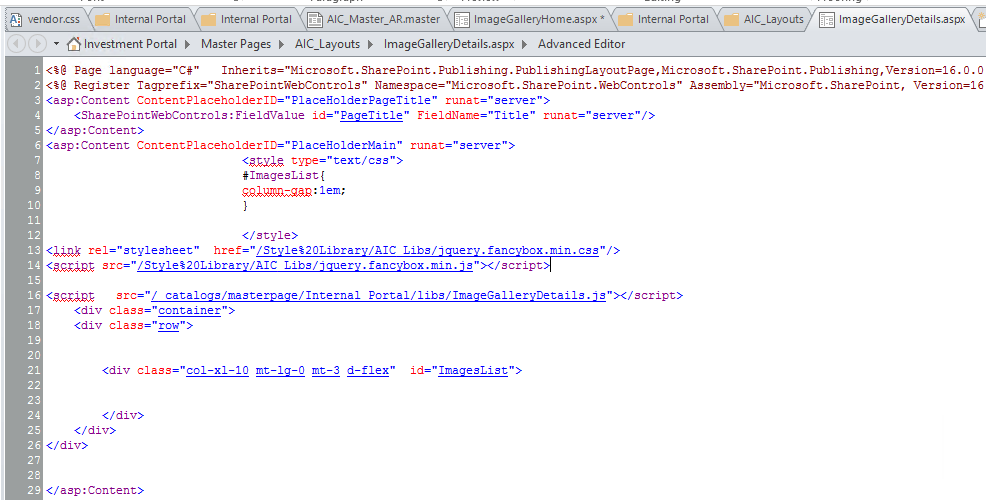 vendor.css Internal Portal Internal Portal AIC_Master_AR.master ImageGalleryHome.aspx * Internal Portal AIC_Layouts ImageGalleryDetails.aspx
Investment Portal Master Pages AIC_Layouts ImageGalleryDetails.aspx Advanced Editor
1 <%@ Page language="C#" Inherits="Microsoft.SharePoint.Publishing.PublishingLayoutPage,Microsoft.SharePoint.Publishing,Version=16.0.0
2 <%@ Register Tagprefix="SharePointWebControls" Namespace="Microsoft.SharePoint.WebControls" Assembly="Microsoft.SharePoint, Version=16
3 <asp:Content ContentPlaceholderID="PlaceHolderPageTitle" runat="server">
4 <SharePointWebControls:FieldValue id="PageTitle" FieldName="Title" runat="server"/>
5 </asp:Content>
6 <asp:Content ContentPlaceholderID="PlaceHolderMain" runat="server">
7 <style type="text/css">
8 #ImagesList{
9 column-gap:1em;
10 }
11
12 </style>
13 <link rel="stylesheet" href="/Style%20Library/AIC_Libs/jquery.fancybox.min.css"/>
14 <script src="/Style%20Library/AIC_Libs/jquery.fancybox.min.js"></script>
15
16 <script src="/_catalogs/masterpage/Internal_Portal/libs/ImageGalleryDetails.js"></script>
17 <div class="container">
18 <div class="row">
19
20
21 <div class="col-xl-10 mt-lg-0 mt-3 d-flex" id="ImagesList">
22
23
24 </div>
25 </div>
26 </div>
27
28
29 </asp:Content>